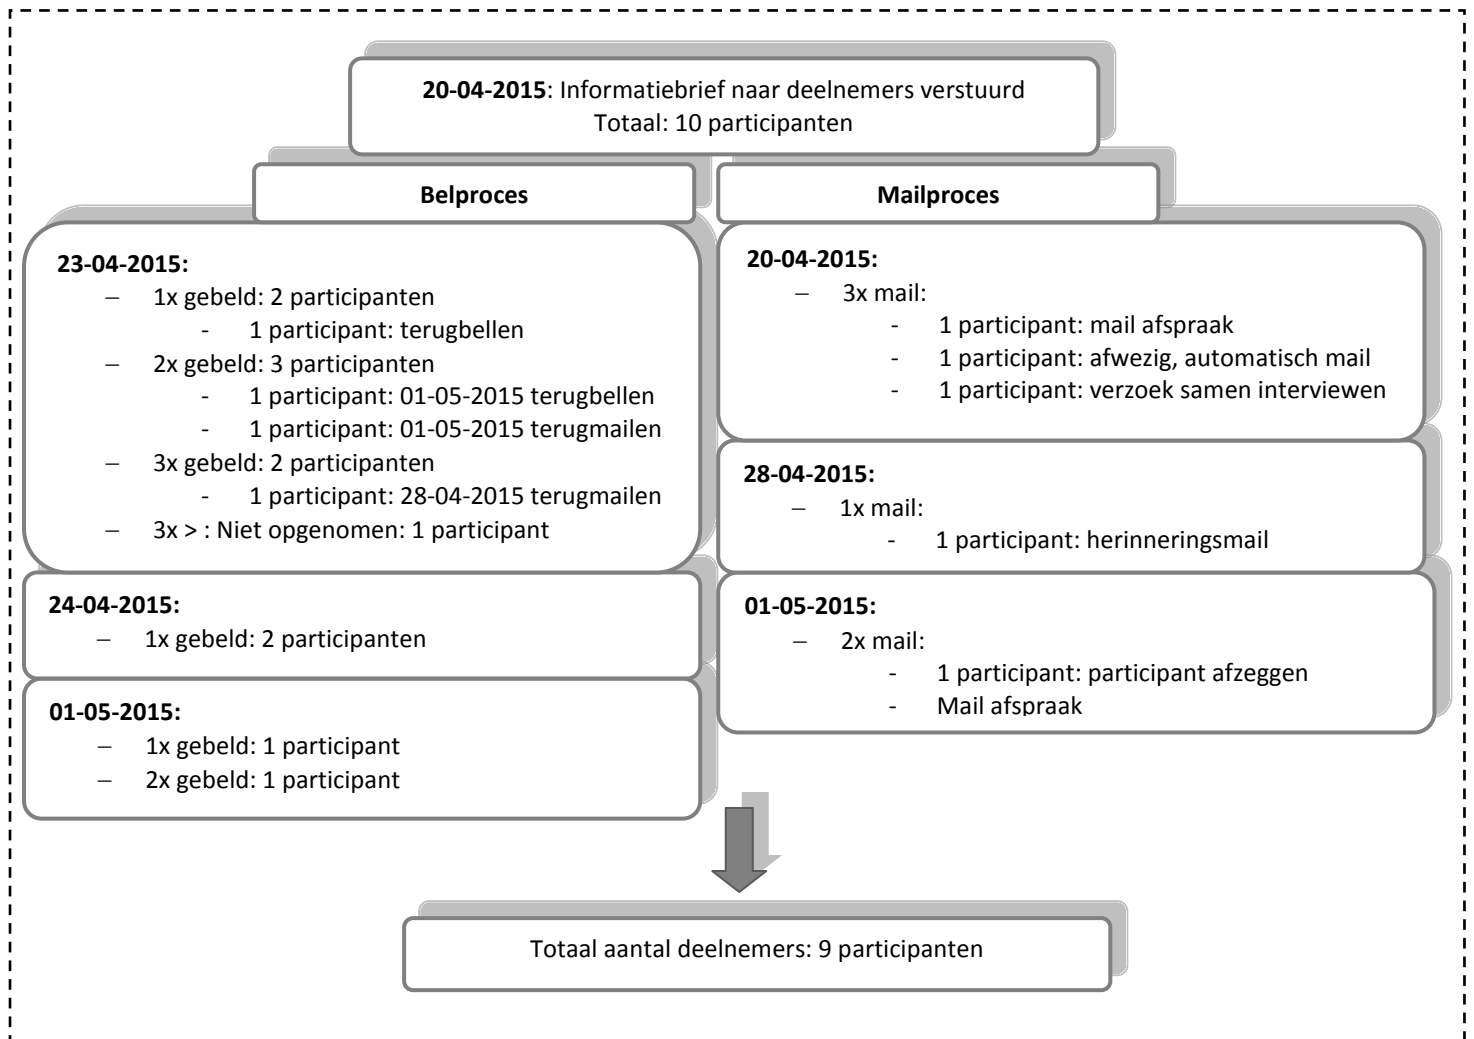 20-04-2015: Informatiebrief naar deelnemers verstuurd
Totaal: 10 participanten
Belproces
23-04-2015:
– 1x gebeld: 2 participanten
- 1 participant: terugbellen
– 2x gebeld: 3 participanten
- 1 participant: 01-05-2015 terugbellen
- 1 participant: 01-05-2015 terugmailen
– 3x gebeld: 2 participanten
- 1 participant: 28-04-2015 terugmailen
– 3x > : Niet opgenomen: 1 participant
24-04-2015:
– 1x gebeld: 2 participanten
01-05-2015:
– 1x gebeld: 1 participant
– 2x gebeld: 1 participant
Mailproces
20-04-2015:
– 3x mail:
- 1 participant: mail afspraak
- 1 participant: afwezig, automatisch mail
- 1 participant: verzoek samen interviewen
28-04-2015:
– 1x mail:
- 1 participant: herinneringsmail
01-05-2015:
– 2x mail:
- 1 participant: participant afzeggen
- Mail afspraak
Totaal aantal deelnemers: 9 participanten